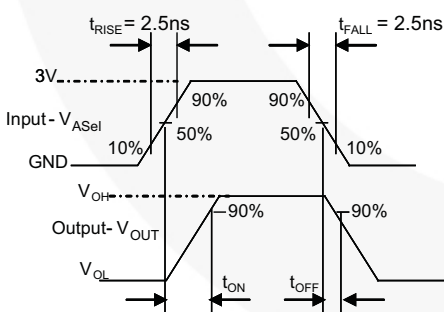 tRISE = 2.5ns
tFALL = 2.5ns
3V
90%
90%
Input - VASel
50%
50%
10%
10%
GND
VOH
90%
90%
Output- VOUT
VOL
tON
tOFF